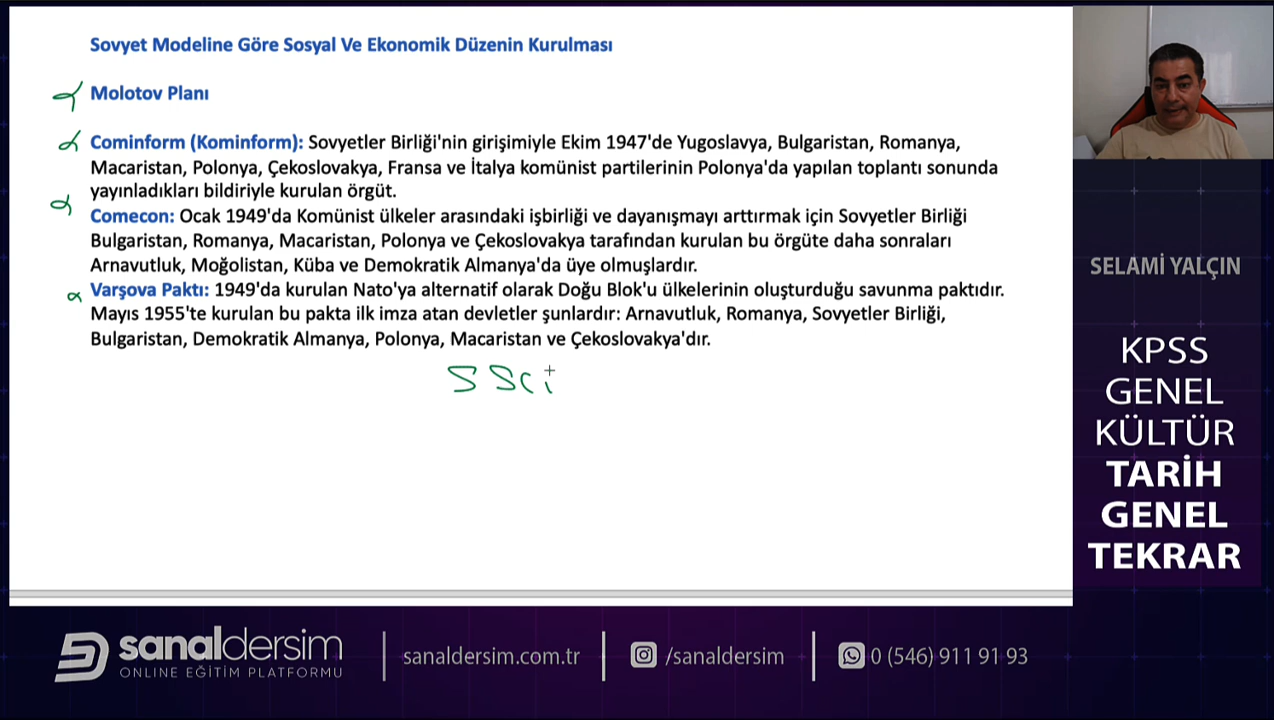 Sovyet Modeline Göre Sosyal Ve Ekonomik Düzenin Kurulması
Molotov Planı
Cominform (Kominform): Sovyetler Birliği'nin girişimiyle Ekim 1947'de Yugoslavya, Bulgaristan, Romanya,
Macaristan, Polonya, Çekoslovakya, Fransa ve İtalya komünist partilerinin Polonya'da yapılan toplantı sonunda
yayınladıkları bildiriyle kurulan örgüt.
Comecon: Ocak 1949'da Komünist ülkeler arasındaki işbirliği ve dayanışmayı arttırmak için Sovyetler Birliği
Bulgaristan, Romanya, Macaristan, Polonya ve Çekoslovakya tarafından kurulan bu örgüte daha sonraları
Arnavutluk, Moğolistan, Küba ve Demokratik Almanya'da üye olmuşlardır.
Varşova Paktı: 1949'da kurulan Nato'ya alternatif olarak Doğu Blok'u ülkelerinin oluşturduğu savunma paktıdır.
Mayıs 1955'te kurulan bu pakta ilk imza atan devletler şunlardır: Arnavutluk, Romanya, Sovyetler Birliği,
Bulgaristan, Demokratik Almanya, Polonya, Macaristan ve Çekoslovakya'dır.
SELAMİ YALÇIN
KPSS
GENEL
KÜLTÜR
TARİH
GENEL
TEKRAR
sanaldersim
ONLINE EĞİTİM PLATFORMU
sanaldersim.com.tr
/sanaldersim
0 (546) 911 91 93